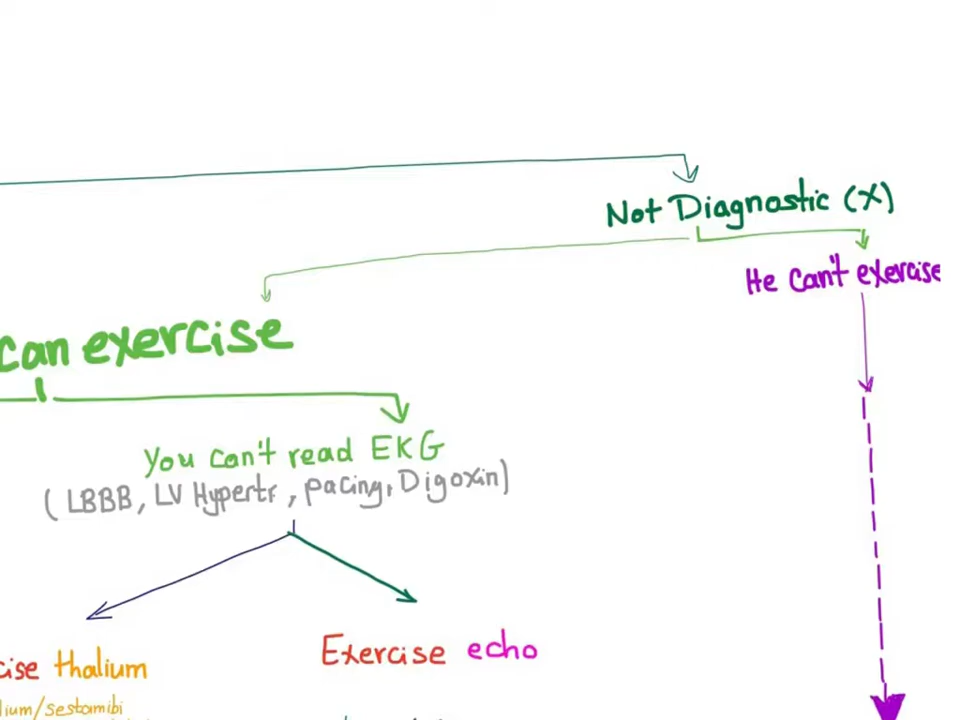 Not Diagnostic (X)
He can't exercise
can exercise
You can't read EKG
(LBBB, LV Hypertr, pacing, Digoxin)
Exercise echo
cise thalium
lium/sestamibi